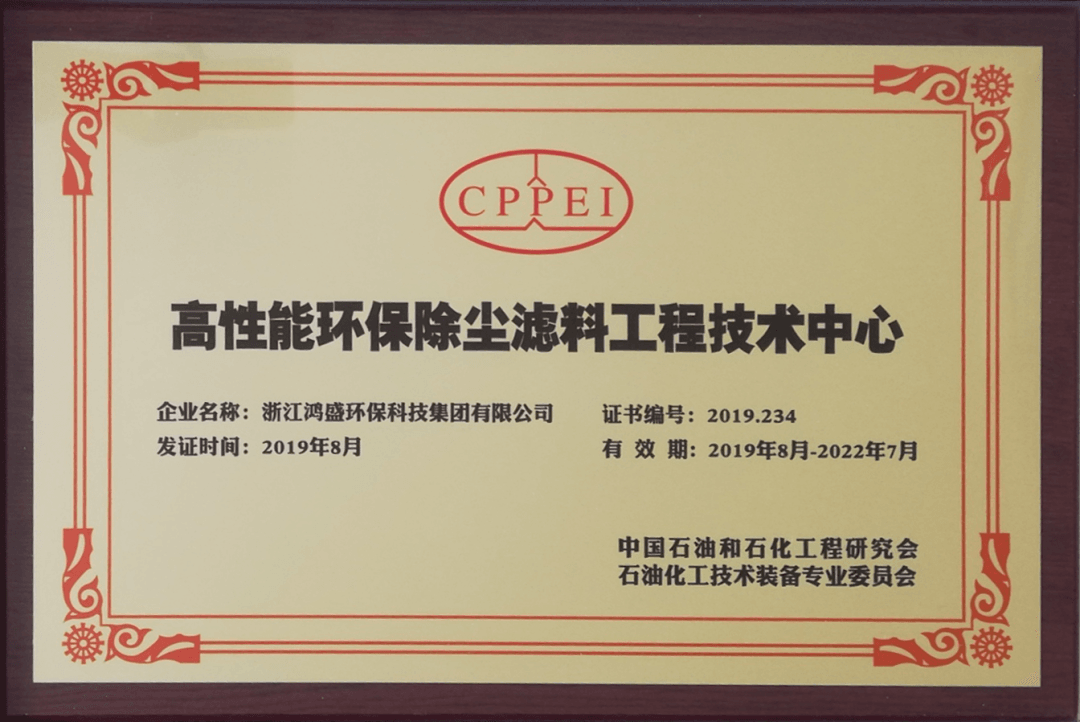 CPPEI
高性能环保除尘滤料工程技术中心
企业名称：浙江鸿盛环保科技集团有限公司
证书编号：2019.234
发证时间：2019年8月
有 效 期：2019年8月-2022年7月
中国石油和石化工程研究会
石油化工技术装备专业委员会